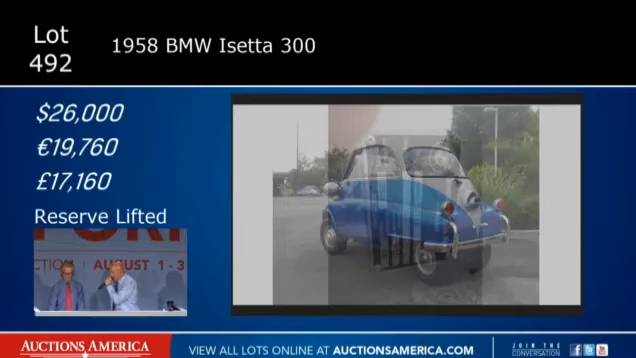 Lot
492
1958 BMW Isetta 300
$26,000
€19,760
£17,160
Reserve Lifted
AUGUST 1-3
AUCTIONS AMERICA
VIEW ALL LOTS ONLINE AT AUCTIONSAMERICA.COM
JOIN THE
CONVERSATION